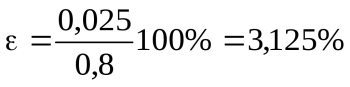 ε = 0,025 / 0,8 100% = 3,125%